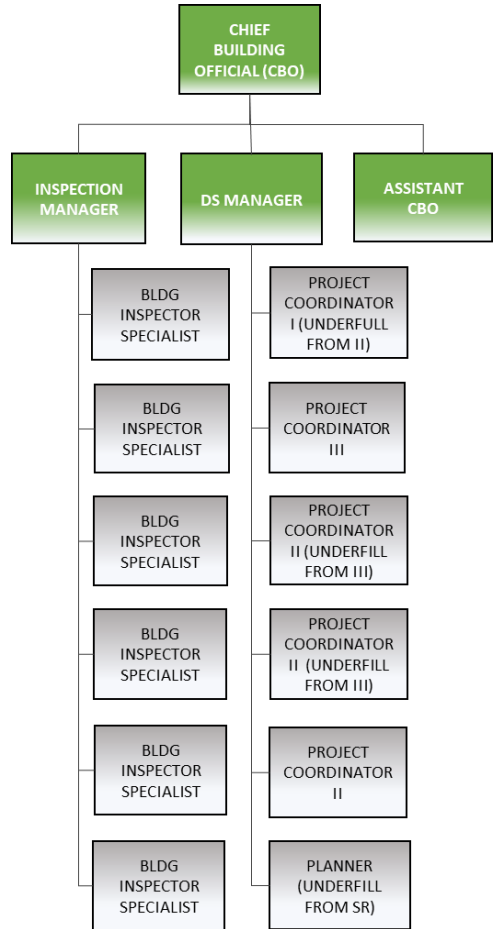 CHIEF
BUILDING
OFFICIAL (CBO)
INSPECTION
MANAGER
DS MANAGER
ASSISTANT
CBO
BLDG
INSPECTOR
SPECIALIST
BLDG
INSPECTOR
SPECIALIST
BLDG
INSPECTOR
SPECIALIST
BLDG
INSPECTOR
SPECIALIST
BLDG
INSPECTOR
SPECIALIST
BLDG
INSPECTOR
SPECIALIST
PROJECT
COORDINATOR
I (UNDERFULL
FROM II)
PROJECT
COORDINATOR
III
PROJECT
COORDINATOR
II (UNDERFILL
FROM III)
PROJECT
COORDINATOR
II (UNDERFILL
FROM III)
PROJECT
COORDINATOR
II
PLANNER
(UNDERFILL
FROM SR)